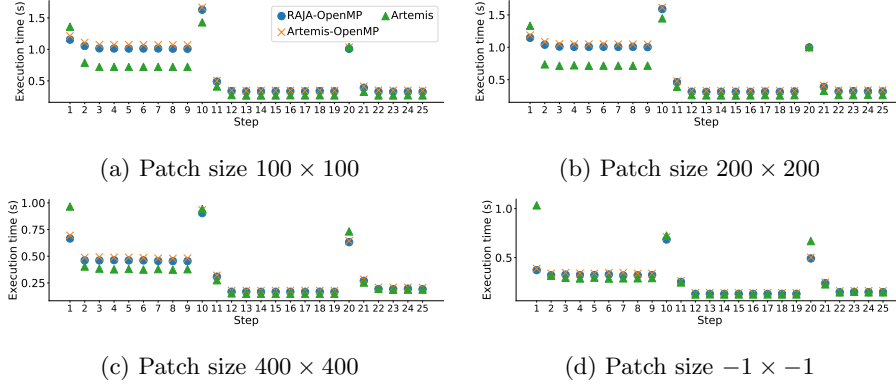 Execution time (s)
1.5
1.0
0.5
RAJA-OpenMP
Artemis
Artemis-OpenMP
1 2 3 4 5 6 7 8 9 10 11 12 13 14 15 16 17 18 19 20 21 22 23 24 25
Step
(a) Patch size 100 × 100
Execution time (s)
1.5
1.0
0.5
1 2 3 4 5 6 7 8 9 10 11 12 13 14 15 16 17 18 19 20 21 22 23 24 25
Step
(b) Patch size 200 × 200
Execution time (s)
1.00
0.75
0.50
0.25
1 2 3 4 5 6 7 8 9 10 11 12 13 14 15 16 17 18 19 20 21 22 23 24 25
Step
(c) Patch size 400 × 400
Execution time (s)
1.0
0.5
1 2 3 4 5 6 7 8 9 10 11 12 13 14 15 16 17 18 19 20 21 22 23 24 25
Step
(d) Patch size −1 × −1